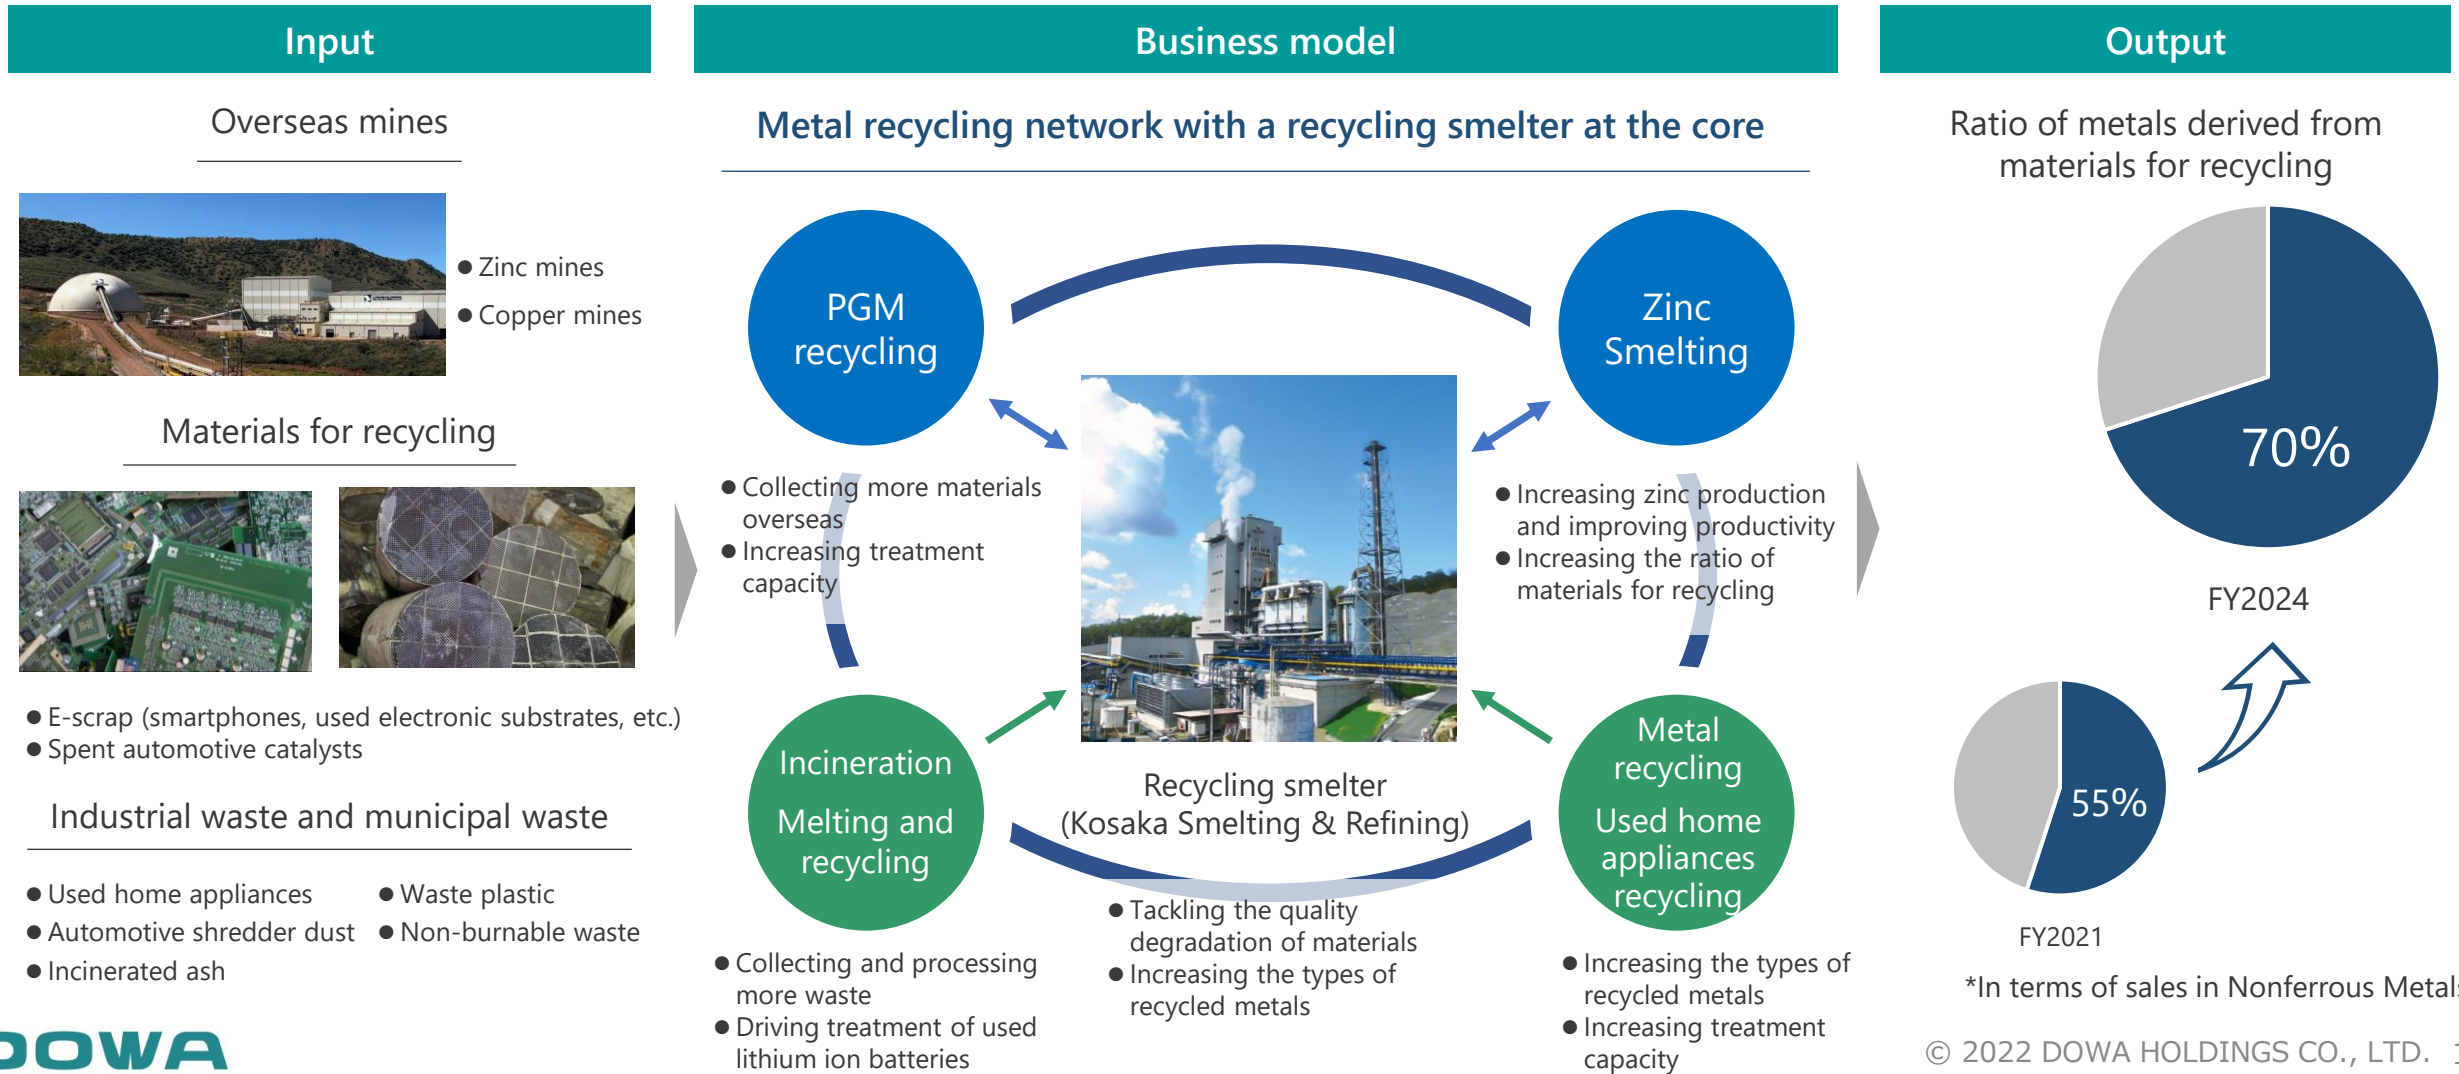 Input
Overseas mines
● Zinc mines
● Copper mines
Materials for recycling
● E-scrap (smartphones, used electronic substrates, etc.)
● Spent automotive catalysts
Industrial waste and municipal waste
● Used home appliances
● Automotive shredder dust
● Incinerated ash
● Waste plastic
● Non-burnable waste
Business model
Metal recycling network with a recycling smelter at the core
PGM
recycling
● Collecting more materials
overseas
● Increasing treatment
capacity
Zinc
Smelting
● Increasing zinc production
and improving productivity
● Increasing the ratio of
materials for recycling
Incineration
Melting and
recycling
● Collecting and processing
more waste
● Driving treatment of used
lithium ion batteries
Recycling smelter
(Kosaka Smelting & Refining)
● Tackling the quality
degradation of materials
● Increasing the types of
recycled metals
Metal
recycling
Used home
appliances
recycling
● Increasing the types of
recycled metals
● Increasing treatment
capacity
Output
Ratio of metals derived from
materials for recycling
70%
FY2024
55%
FY2021
*In terms of sales in Nonferrous Metals
DOWA
© 2022 DOWA HOLDINGS CO., LTD.